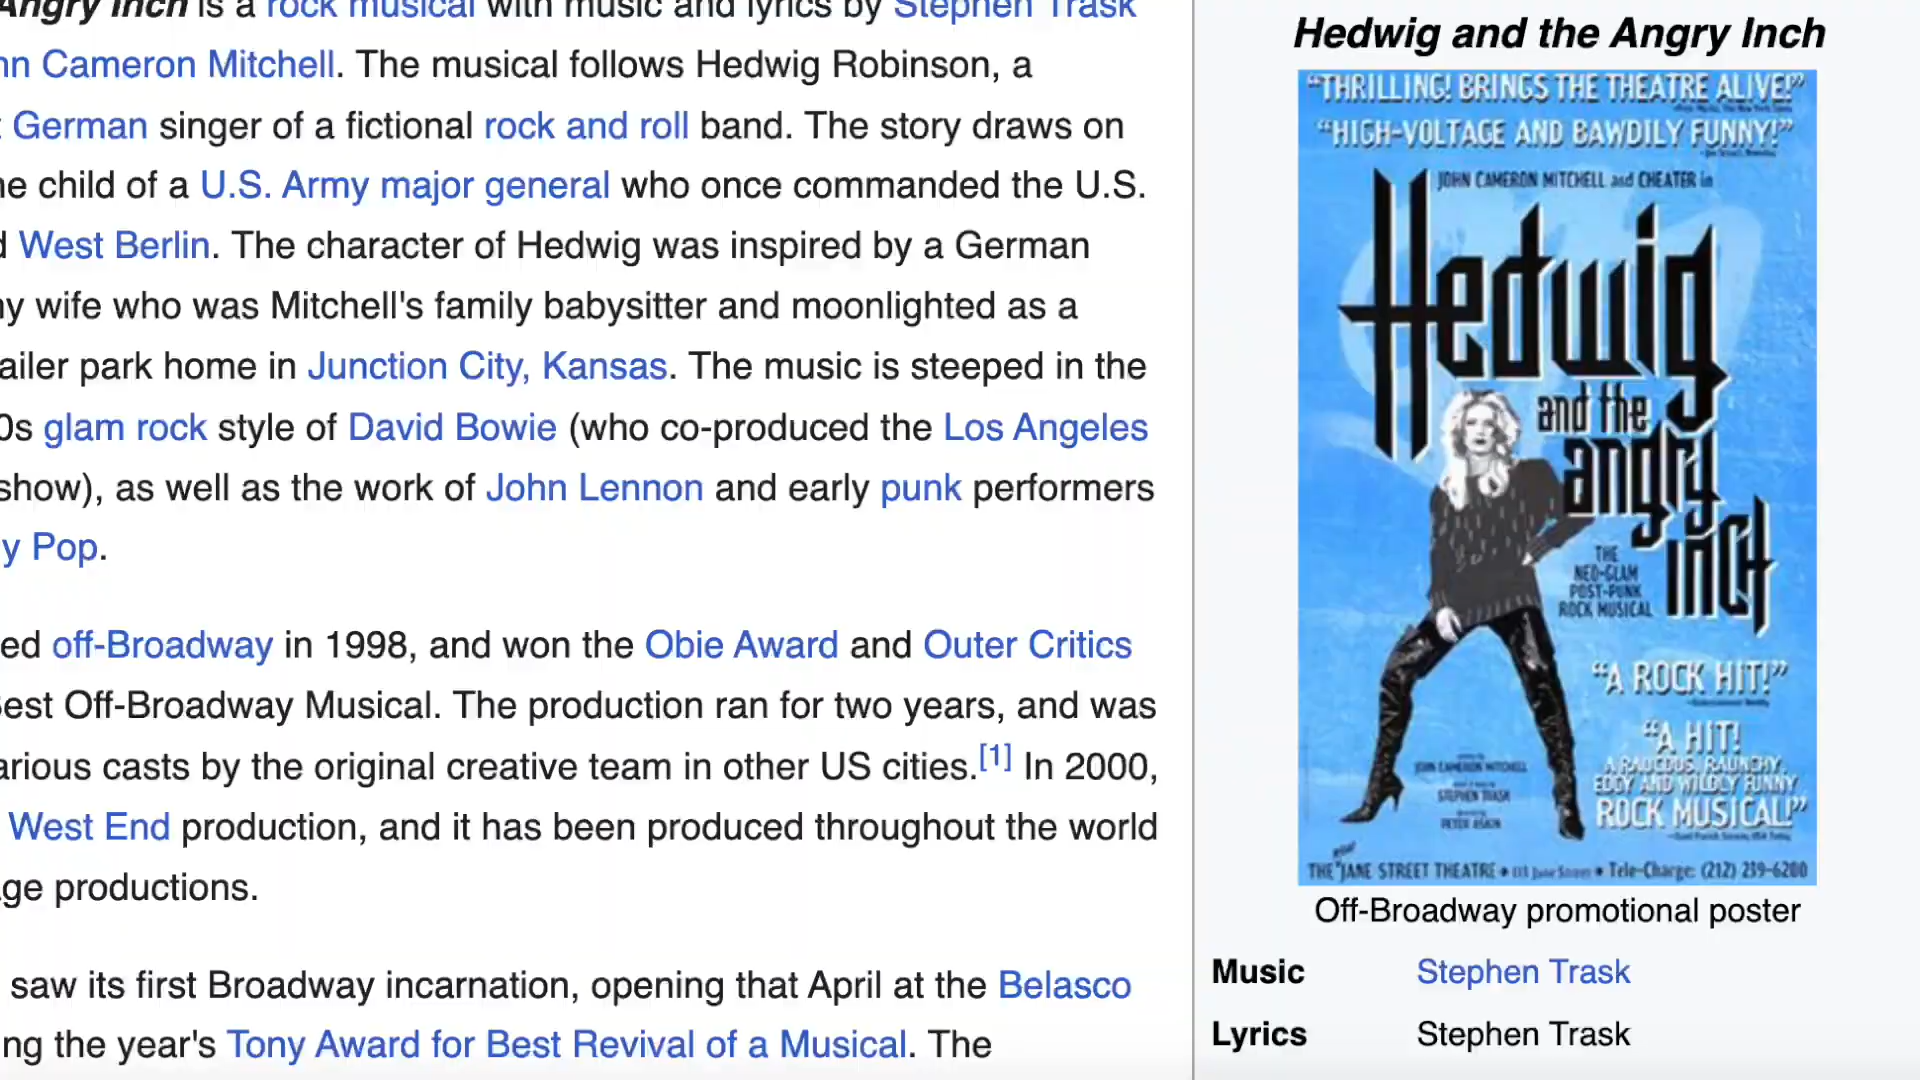 Angry Inch is a rock musical with music and lyrics by Stephen Trask
nn Cameron Mitchell. The musical follows Hedwig Robinson, a
German singer of a fictional rock and roll band. The story draws on
e child of a U.S. Army major general who once commanded the U.S.
d West Berlin. The character of Hedwig was inspired by a German
y wife who was Mitchell's family babysitter and moonlighted as a
ailer park home in Junction City, Kansas. The music is steeped in the
0s glam rock style of David Bowie (who co-produced the Los Angeles
show), as well as the work of John Lennon and early punk performers
y Pop.
ed off-Broadway in 1998, and won the Obie Award and Outer Critics
est Off-Broadway Musical. The production ran for two years, and was
arious casts by the original creative team in other US cities.[1] In 2000,
West End production, and it has been produced throughout the world
ge productions.
saw its first Broadway incarnation, opening that April at the Belasco
ng the year's Tony Award for Best Revival of a Musical. The
Hedwig and the Angry Inch
"THRILLING! BRINGS THE THEATRE ALIVE!"
"HIGH-VOLTAGE AND BAWDILY FUNNY!"
JOHN CAMERON MITCHELL and CHEATER in
Hedwig
and the
angry
inch
THE
NEO-GLAM
POST-PUNK
ROCK MUSICAL
"A ROCK HIT!"
"A HIT!
A RAUCOUS, RAUNCHY,
EDGY AND WILDLY FUNNY
ROCK MUSICAL!"
JOHN CAMERON MITCHELL
STEPHEN TRASK
PETER ASKIN
THE JANE STREET THEATRE • 113 Jane Street • Tele-Charge: (212) 239-6200
Off-Broadway promotional poster
Music Stephen Trask
Lyrics Stephen Trask